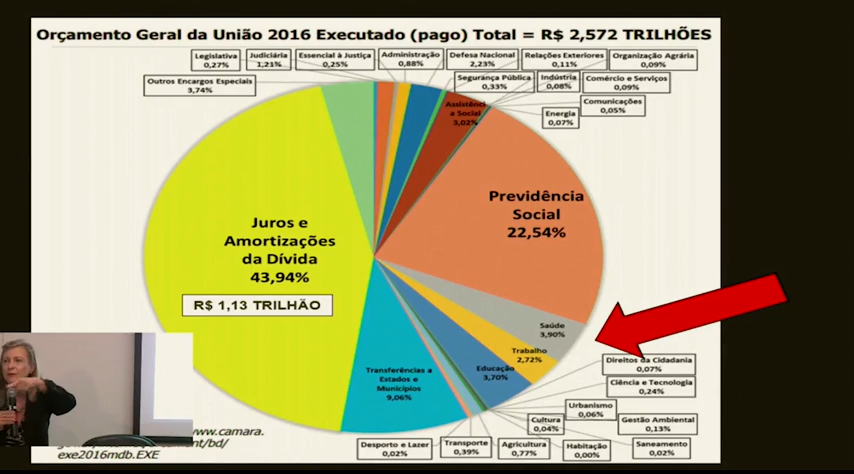 Orçamento Geral da União 2016 Executado (pago) Total = R$ 2,572 TRILHÕES
Legislativa
0,27%
Judiciária
1,21%
Essencial à Justiça
0,25%
Administração
0,88%
Defesa Nacional
2,23%
Relações Exteriores
0,11%
Organização Agrária
0,09%
Outros Encargos Especiais
3,74%
Segurança Pública
0,33%
Indústria
0,08%
Comércio e Serviços
0,09%
Comunicações
0,05%
Energia
0,07%
Assistênci
a Social
3,02%
Previdência
Social
22,54%
Juros e
Amortizações
da Dívida
43,94%
R$ 1,13 TRILHÃO
Saúde
3,90%
Trabalho
2,72%
Educação
3,70%
Transferências a
Estados e
Municípios
9,06%
Direitos da Cidadania
0,07%
Ciência e Tecnologia
0,24%
Urbanismo
0,06%
Gestão Ambiental
0,13%
Cultura
0,04%
Desporto e Lazer
0,02%
Transporte
0,39%
Agricultura
0,77%
Habitação
0,00%
Saneamento
0,02%
www.camara.
/bd/
exe2016mdb.EXE